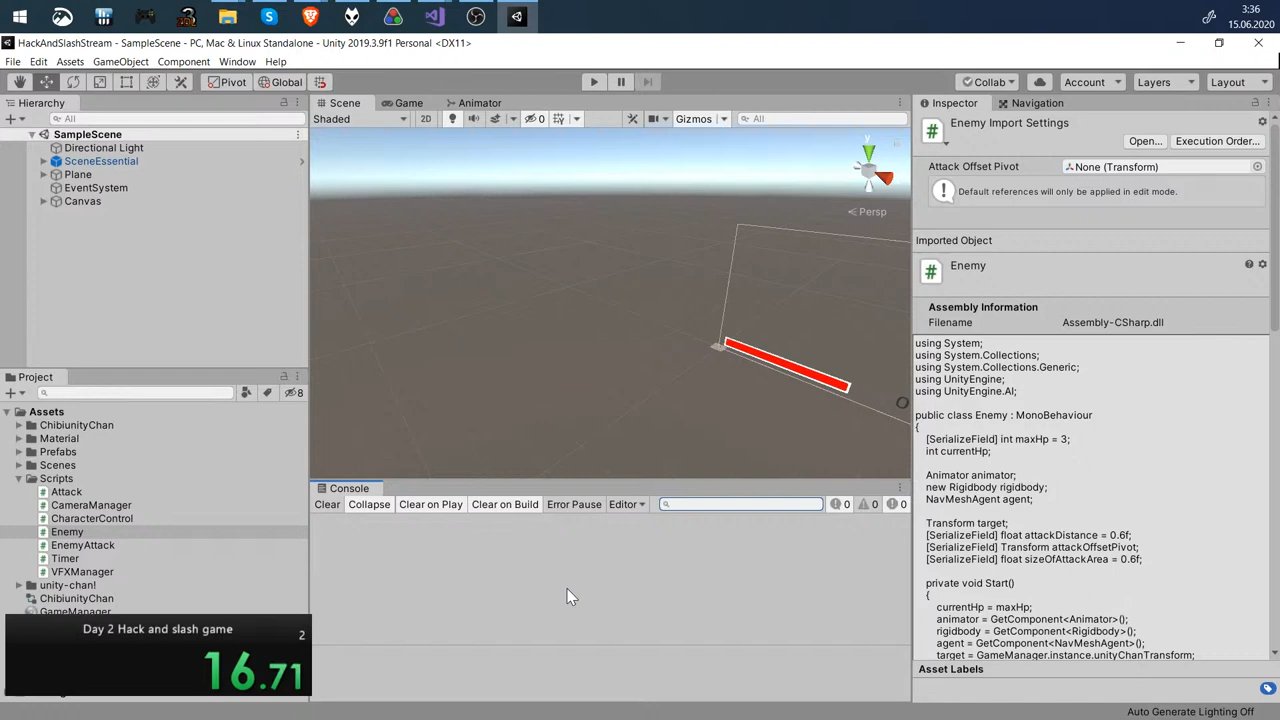 3:36
15.06.2020
HackAndSlashStream - SampleScene - PC, Mac & Linux Standalone - Unity 2019.3.9f1 Personal <DX11>
File Edit Assets GameObject Component Window Help
Pivot Global Collab Account Layers Layout
Hierarchy
All
SampleScene
Directional Light
SceneEssential
Plane
EventSystem
Canvas
Scene Game Animator
Shaded 2D 0 Gizmos All
y
Persp
Project
8
Assets
ChibiunityChan
Material
Prefabs
Scenes
Scripts
Attack
CameraManager
CharacterControl
Enemy
EnemyAttack
Timer
VFXManager
unity-chan!
ChibiunityChan
GameManager
Day 2 Hack and slash game
2
16.71
Console
Clear Collapse Clear on Play Clear on Build Error Pause Editor 0 0 0
Inspector Navigation
Enemy Import Settings
Open... Execution Order...
Attack Offset Pivot None (Transform)
Default references will only be applied in edit mode.
Imported Object
Enemy
Assembly Information
Filename Assembly-CSharp.dll
using System;
using System.Collections;
using System.Collections.Generic;
using UnityEngine;
using UnityEngine.AI;
public class Enemy : MonoBehaviour
{
[SerializeField] int maxHp = 3;
int currentHp;
Animator animator;
new Rigidbody rigidbody;
NavMeshAgent agent;
Transform target;
[SerializeField] float attackDistance = 0.6f;
[SerializeField] Transform attackOffsetPivot;
[SerializeField] float sizeOfAttackArea = 0.6f;
private void Start()
{
currentHp = maxHp;
animator = GetComponent<Animator>();
rigidbody = GetComponent<Rigidbody>();
agent = GetComponent<NavMeshAgent>();
target = GameManager.instance.unityChanTransform;
Asset Labels
Auto Generate Lighting Off